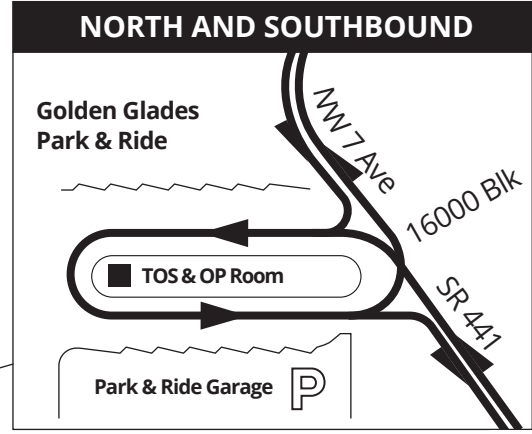 NORTH AND SOUTHBOUND
Golden Glades
Park & Ride
NW 7 Ave
16000 Blk
TOS & OP Room
SR 441
Park & Ride Garage P